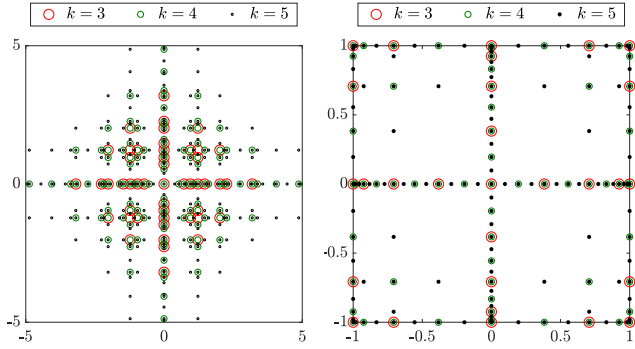 k = 3 k = 4 k = 5
5
0
-5
-5 0 5
k = 3 k = 4 k = 5
1
0.5
0
-0.5
-1
-1 -0.5 0 0.5 1